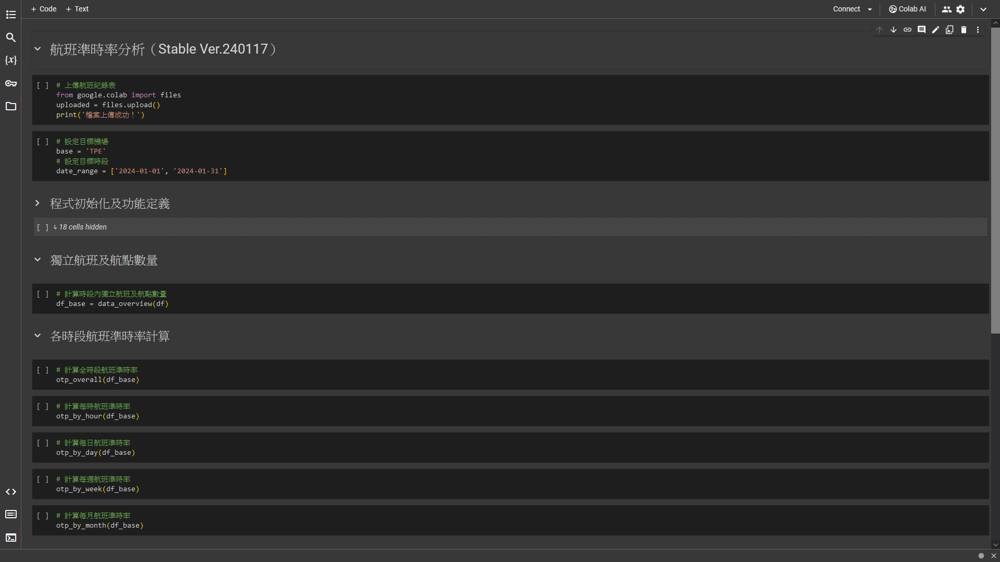 + Code + Text Connect Colab AI
航班準時率分析（Stable Ver.240117）
[ ] # 上傳航班紀錄表
from google.colab import files
uploaded = files.upload()
print('檔案上傳成功！')
[ ] # 設定目標機場
base = 'TPE'
# 設定目標時段
date_range = ['2024-01-01', '2024-01-31']
程式初始化及功能定義
[ ] ↳ 18 cells hidden
獨立航班及航點數量
[ ] # 計算時段內獨立航班及航點數量
df_base = data_overview(df)
各時段航班準時率計算
[ ] # 計算全時段航班準時率
otp_overall(df_base)
[ ] # 計算每時航班準時率
otp_by_hour(df_base)
[ ] # 計算每日航班準時率
otp_by_day(df_base)
[ ] # 計算每週航班準時率
otp_by_week(df_base)
[ ] # 計算每月航班準時率
otp_by_month(df_base)